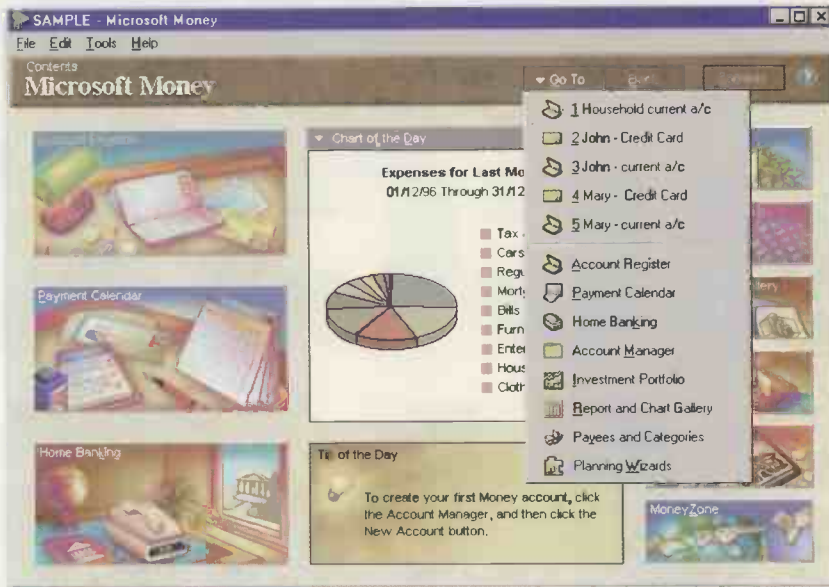 SAMPLE - Microsoft Money
File Edit Tools Help
Contents
Microsoft Money
Go To
Chart of the Day
Expenses for Last Mo
01/12/96 Through 31/12
Tax
Cars
Regu
Mort
Bills
Furn
Enter
Hous
Cloth
1 Household current a/c
2 John - Credit Card
3 John - current a/c
4 Mary - Credit Card
5 Mary - current a/c
Account Register
Payment Calendar
Home Banking
Account Manager
Investment Portfolio
Report and Chart Gallery
Payees and Categories
Planning Wizards
Payment Calendar
Home Banking
of the Day
To create your first Money account, click
the Account Manager, and then click the
New Account button.
MoneyZone